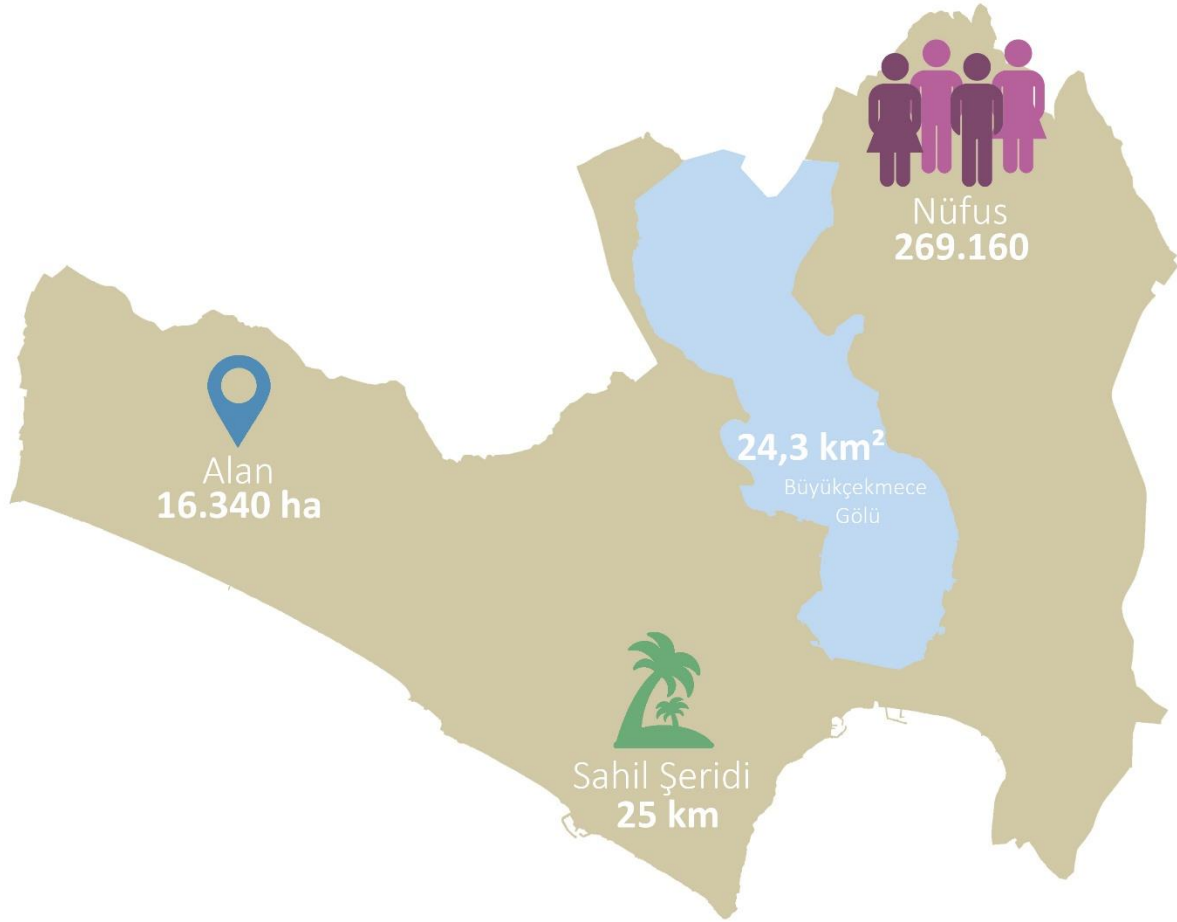 Nüfus
269.160
Alan
16.340 ha
24,3 km²
Büyükçekmece
Gölü
Sahil Şeridi
25 km